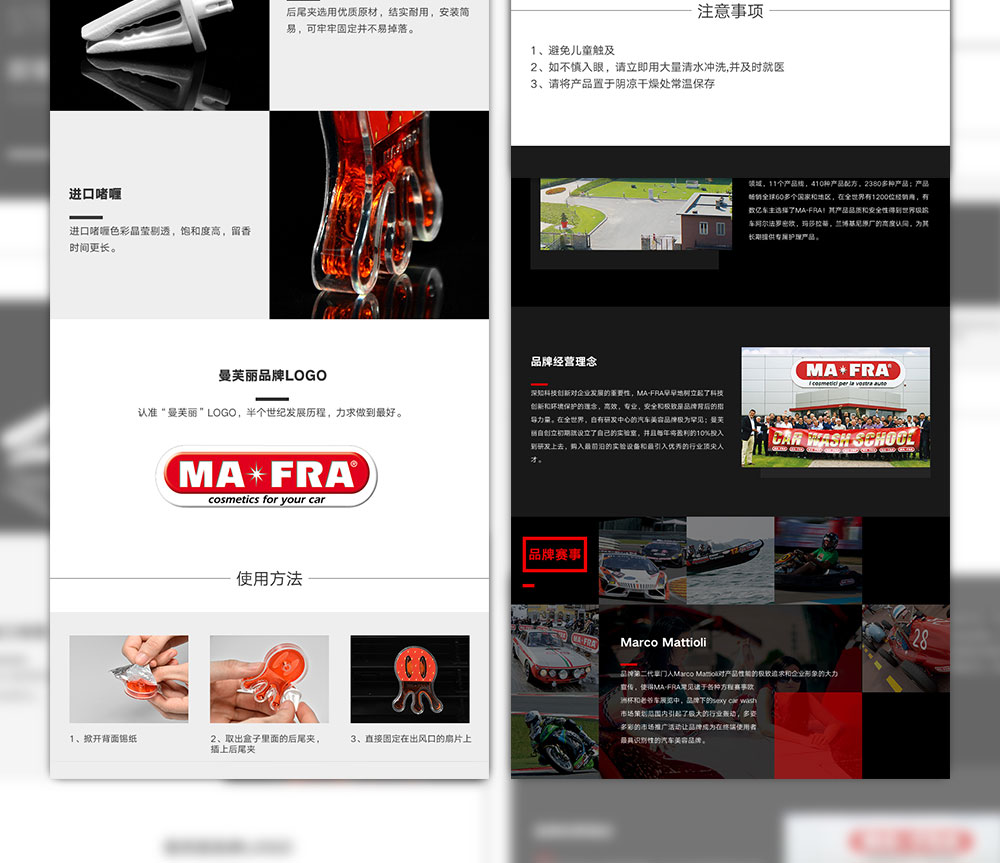 后尾夹选用优质原材，结实耐用，安装简
易，可牢牢固定并不易掉落。
进口啫喱
进口啫喱色彩晶莹剔透，饱和度高，留香
时间更长。
曼芙丽品牌LOGO
认准“曼芙丽”LOGO，半个世纪发展历程，力求做到最好。
MA FRA®
cosmetics for your car
使用方法
1、掀开背面锡纸
2、取出盒子里面的后尾夹，
插上后尾夹
3、直接固定在出风口的扇片上
注意事项
1、避免儿童触及
2、如不慎入眼，请立即用大量清水冲洗,并及时就医
3、请将产品置于阴凉干燥处常温保存
领域，11个产品线，410种产品配方，2380多种产品；产品
畅销全球60多个国家和地区，在全世界有1200位经销商，有
数亿车主选择了MA-FRA！其产品品质和安全性得到世界级跑
车阿尔法罗密欧，玛莎拉蒂，兰博基尼原厂的高度认同，为其
长期提供专属护理产品。
品牌经营理念
深知科技创新对企业发展的重要性，MA-FRA早早地树立起了科技
创新和环境保护的理念，高效，专业，安全和极致是品牌背后的指
导力量。在全世界，自有研发中心的汽车美容品牌极为罕见；曼芙
丽自创立初期就设立了自己的实验室，并且每年将盈利的10%投入
到研发上去，购入最前沿的实验设备和最引入优秀的行业顶尖人
才。
MA FRA®
i cosmetici per la vostra auto
CAR WASH SCHOOL
品牌赛事
Marco Mattioli
品牌第二代掌门人Marco Mattioli对产品性能的极致追求和企业形象的大力
宣传，使得MA-FRA常见诸于各种方程赛事欧
洲杯和老爷车展览中，品牌下的sexy car wash
市场策划范围内引起了极大的行业轰动，多姿
多彩的市场推广活动让品牌成为在终端使用者
最具识别性的汽车美容品牌。
28